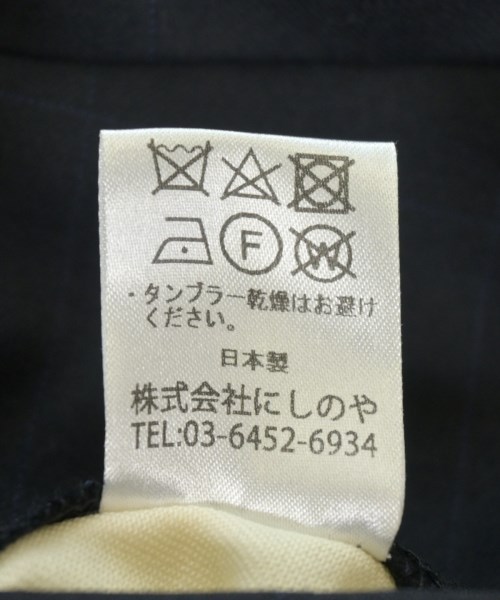 F W
・タンブラー乾燥はお避け
ください。
日本製
株式会社にしのや
TEL:03-6452-6934